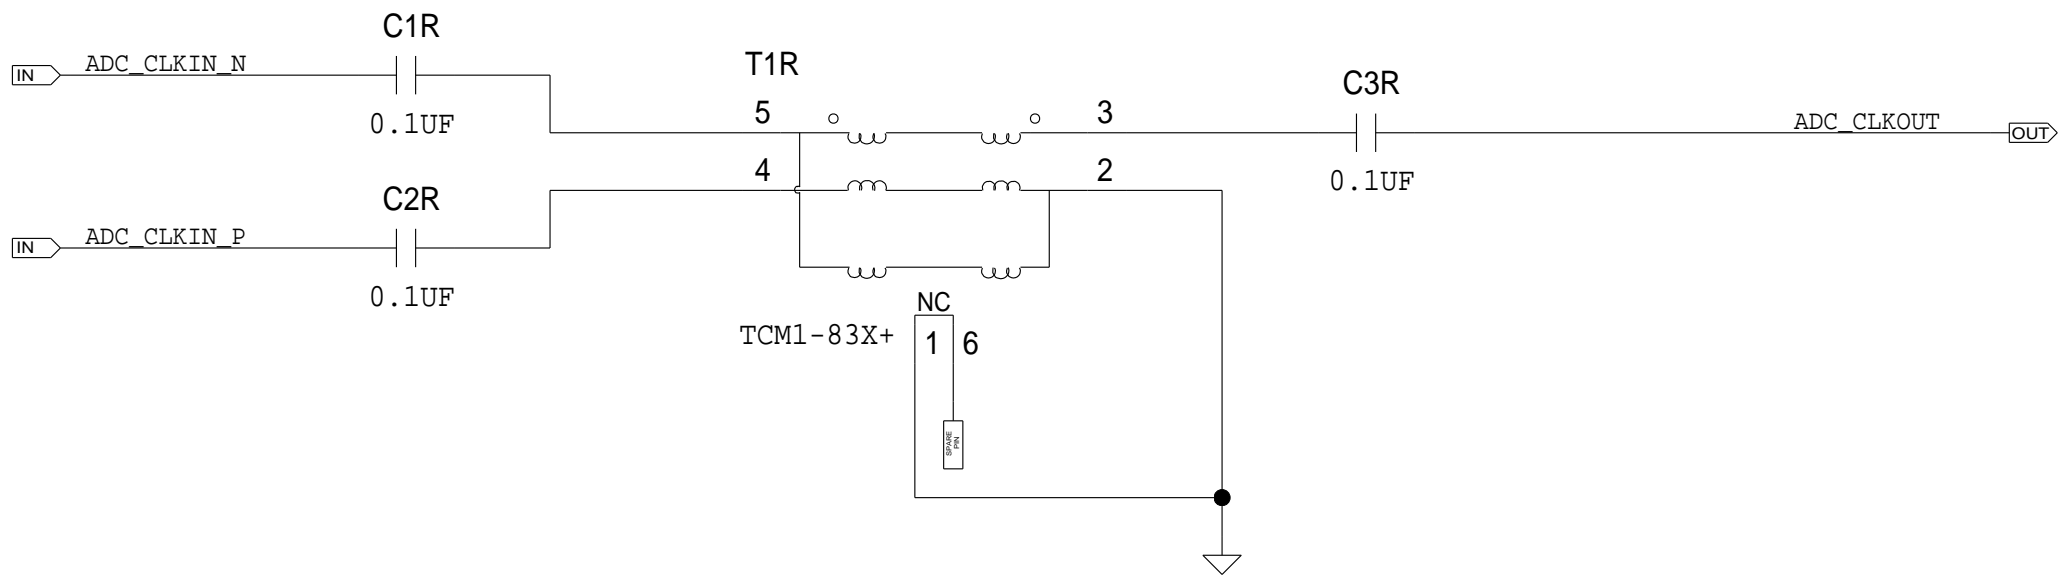 C1R
IN ADC_CLKIN_N
0.1UF
T1R
5 3
C3R
ADC_CLKOUT OUT
0.1UF
4 2
C2R
IN ADC_CLKIN_P
0.1UF
NC
TCM1-83X+
1 6
SPARE
PIN